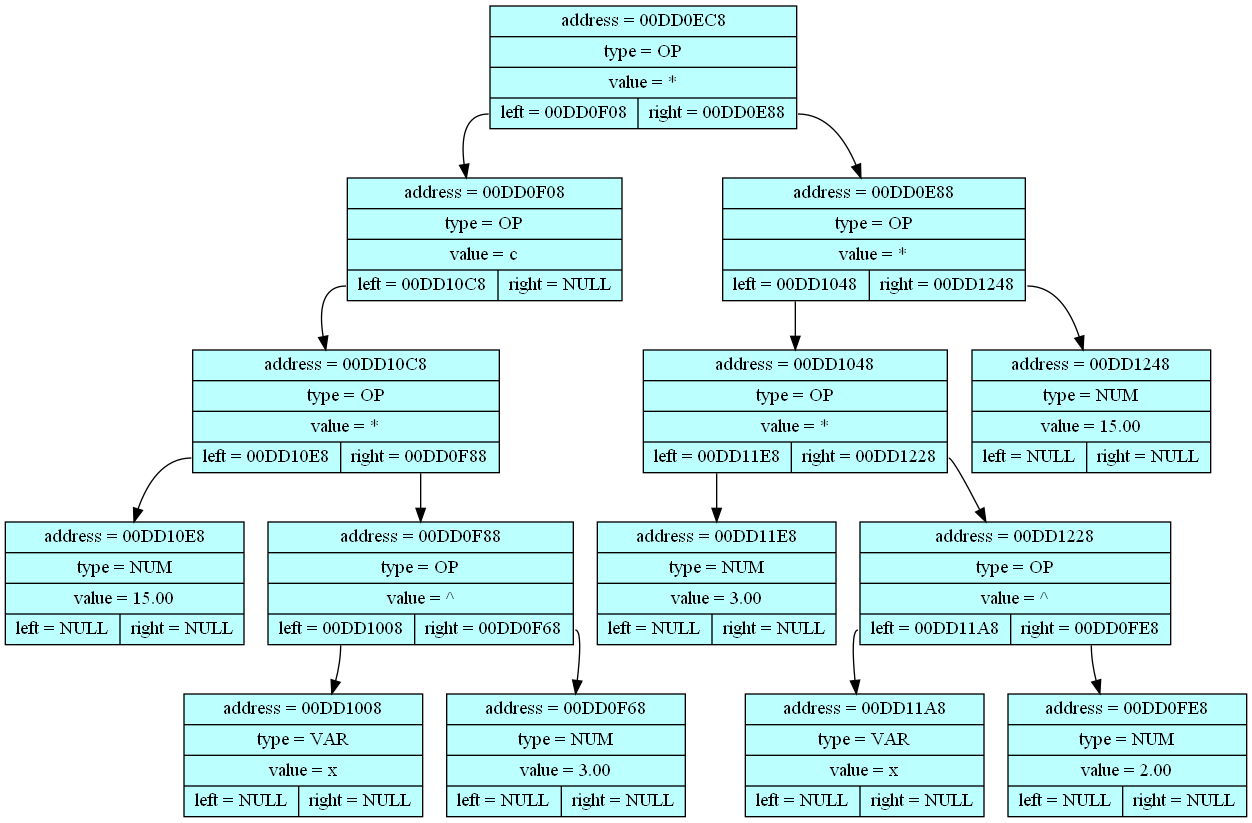 address = 00DD0EC8
type = OP
value = *
left = 00DD0F08 right = 00DD0E88
address = 00DD0F08
type = OP
value = c
left = 00DD10C8 right = NULL
address = 00DD0E88
type = OP
value = *
left = 00DD1048 right = 00DD1248
address = 00DD10C8
type = OP
value = *
left = 00DD10E8 right = 00DD0F88
address = 00DD1048
type = OP
value = *
left = 00DD11E8 right = 00DD1228
address = 00DD1248
type = NUM
value = 15.00
left = NULL right = NULL
address = 00DD10E8
type = NUM
value = 15.00
left = NULL right = NULL
address = 00DD0F88
type = OP
value = ^
left = 00DD1008 right = 00DD0F68
address = 00DD11E8
type = NUM
value = 3.00
left = NULL right = NULL
address = 00DD1228
type = OP
value = ^
left = 00DD11A8 right = 00DD0FE8
address = 00DD1008
type = VAR
value = x
left = NULL right = NULL
address = 00DD0F68
type = NUM
value = 3.00
left = NULL right = NULL
address = 00DD11A8
type = VAR
value = x
left = NULL right = NULL
address = 00DD0FE8
type = NUM
value = 2.00
left = NULL right = NULL